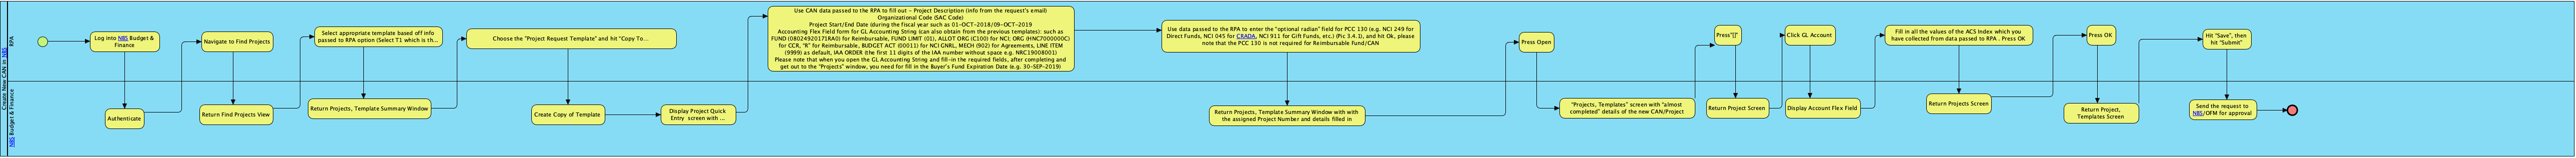 Create New CAN in NBS
RPA
NBS Budget & Finance
Log into NBS Budget &
Finance
Authenticate
Navigate to Find Projects
Return Find Projects View
Select appropriate template based off info
passed to RPA option (Select T1 which is th...
Return Projects, Template Summary Window
Choose the "Project Request Template" and hit "Copy To...
Create Copy of Template
Display Project Quick
Entry screen with ...
Use CAN data passed to the RPA to fill out - Project Description (info from the request's email)
Organizational Code (SAC Code)
Project Start/End Date (during the fiscal year such as 01-OCT-2018/09-OCT-2019
Accounting Flex Field form for GL Accounting String (can also obtain from the previous templates): such as
FUND (08024920171RA0) for Reimbursable, FUND LIMIT (01), ALLOT ORG (C100) for NCI; ORG (HNC7000000C)
for CCR, "R" for Reimbursable, BUDGET ACT (00011) for NCI GNRL, MECH (902) for Agreements, LINE ITEM
(9999) as default, IAA ORDER (the first 11 digits of the IAA number without space e.g. NRC19008001)
Please note that when you open the GL Accounting String and fill-in the required fields, after completing and
get out to the "Projects" window, you need for fill in the Buyer's Fund Expiration Date (e.g. 30-SEP-2019)
Use data passed to the RPA to enter the "optional radian" field for PCC 130 (e.g. NCI 249 for
Direct Funds, NCI 045 for CRADA, NCI 911 for Gift Funds, etc.) (Pic 3.4.1), and hit Ok, please
note that the PCC 130 is not required for Reimbursable Fund/CAN
Return Projects, Template Summary Window with with
the assigned Project Number and details filled in
Press Open
"Projects, Templates" screen with "almost
completed" details of the new CAN/Project
Press"[]"
Return Project Screen
Click GL Account
Display Account Flex Field
Fill in all the values of the ACS Index which you
have collected from data passed to RPA . Press OK
Return Projects Screen
Press OK
Return Project,
Templates Screen
Hit "Save", then
hit "Submit"
Send the request to
NBS/OFM for approval